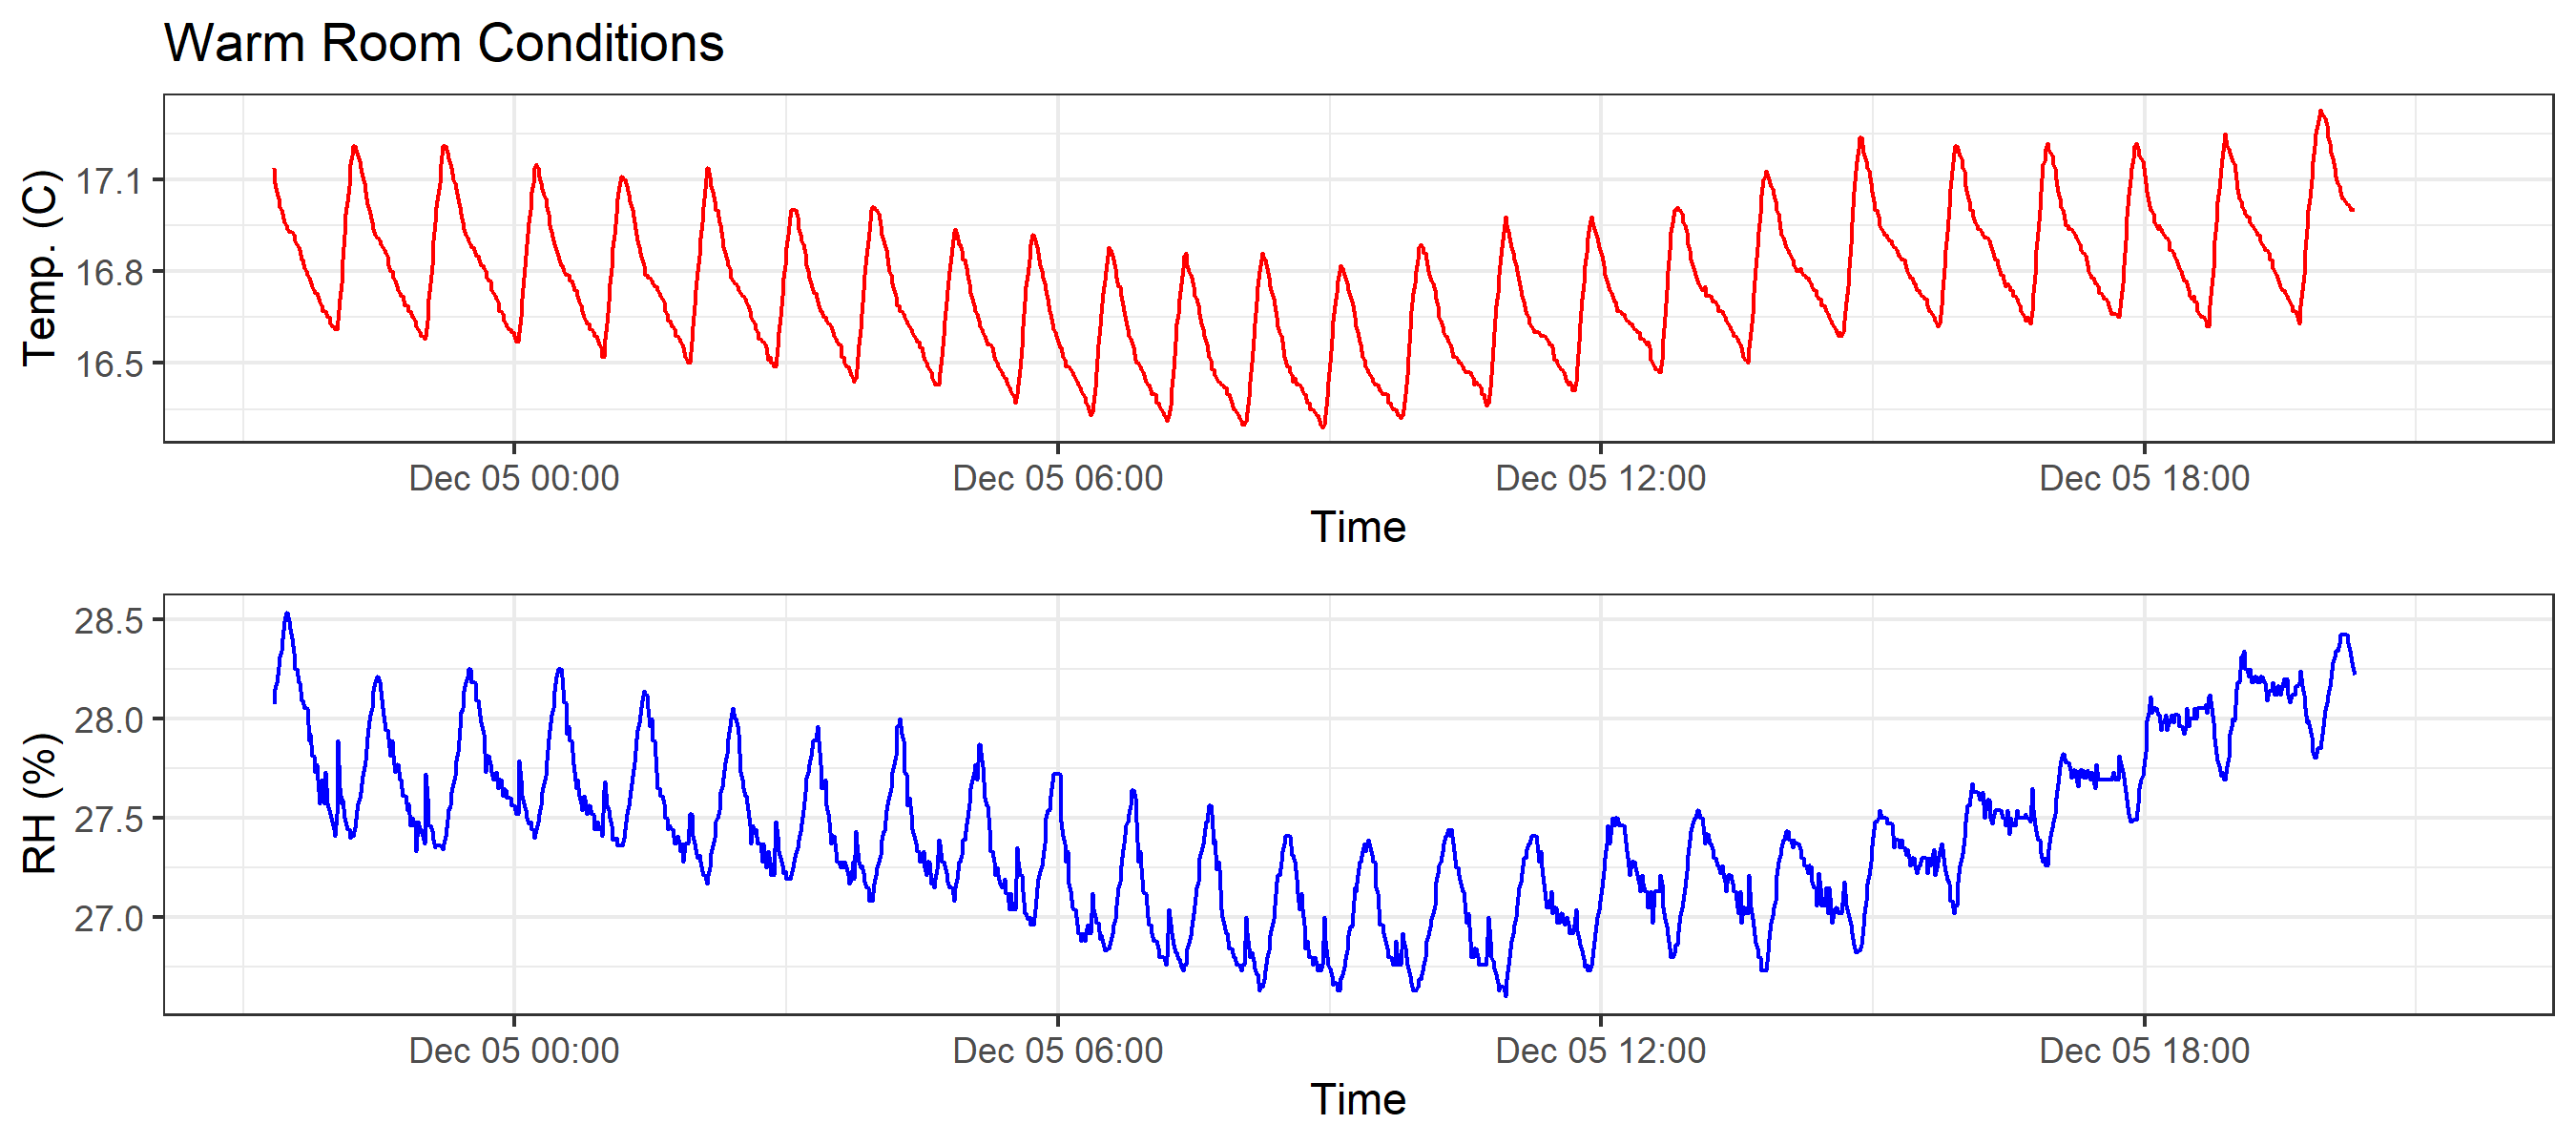 Warm Room Conditions
Temp. (C)
17.1
16.8
16.5
Dec 05 00:00 Dec 05 06:00 Dec 05 12:00 Dec 05 18:00
Time
RH (%)
28.5
28.0
27.5
27.0
Dec 05 00:00 Dec 05 06:00 Dec 05 12:00 Dec 05 18:00
Time